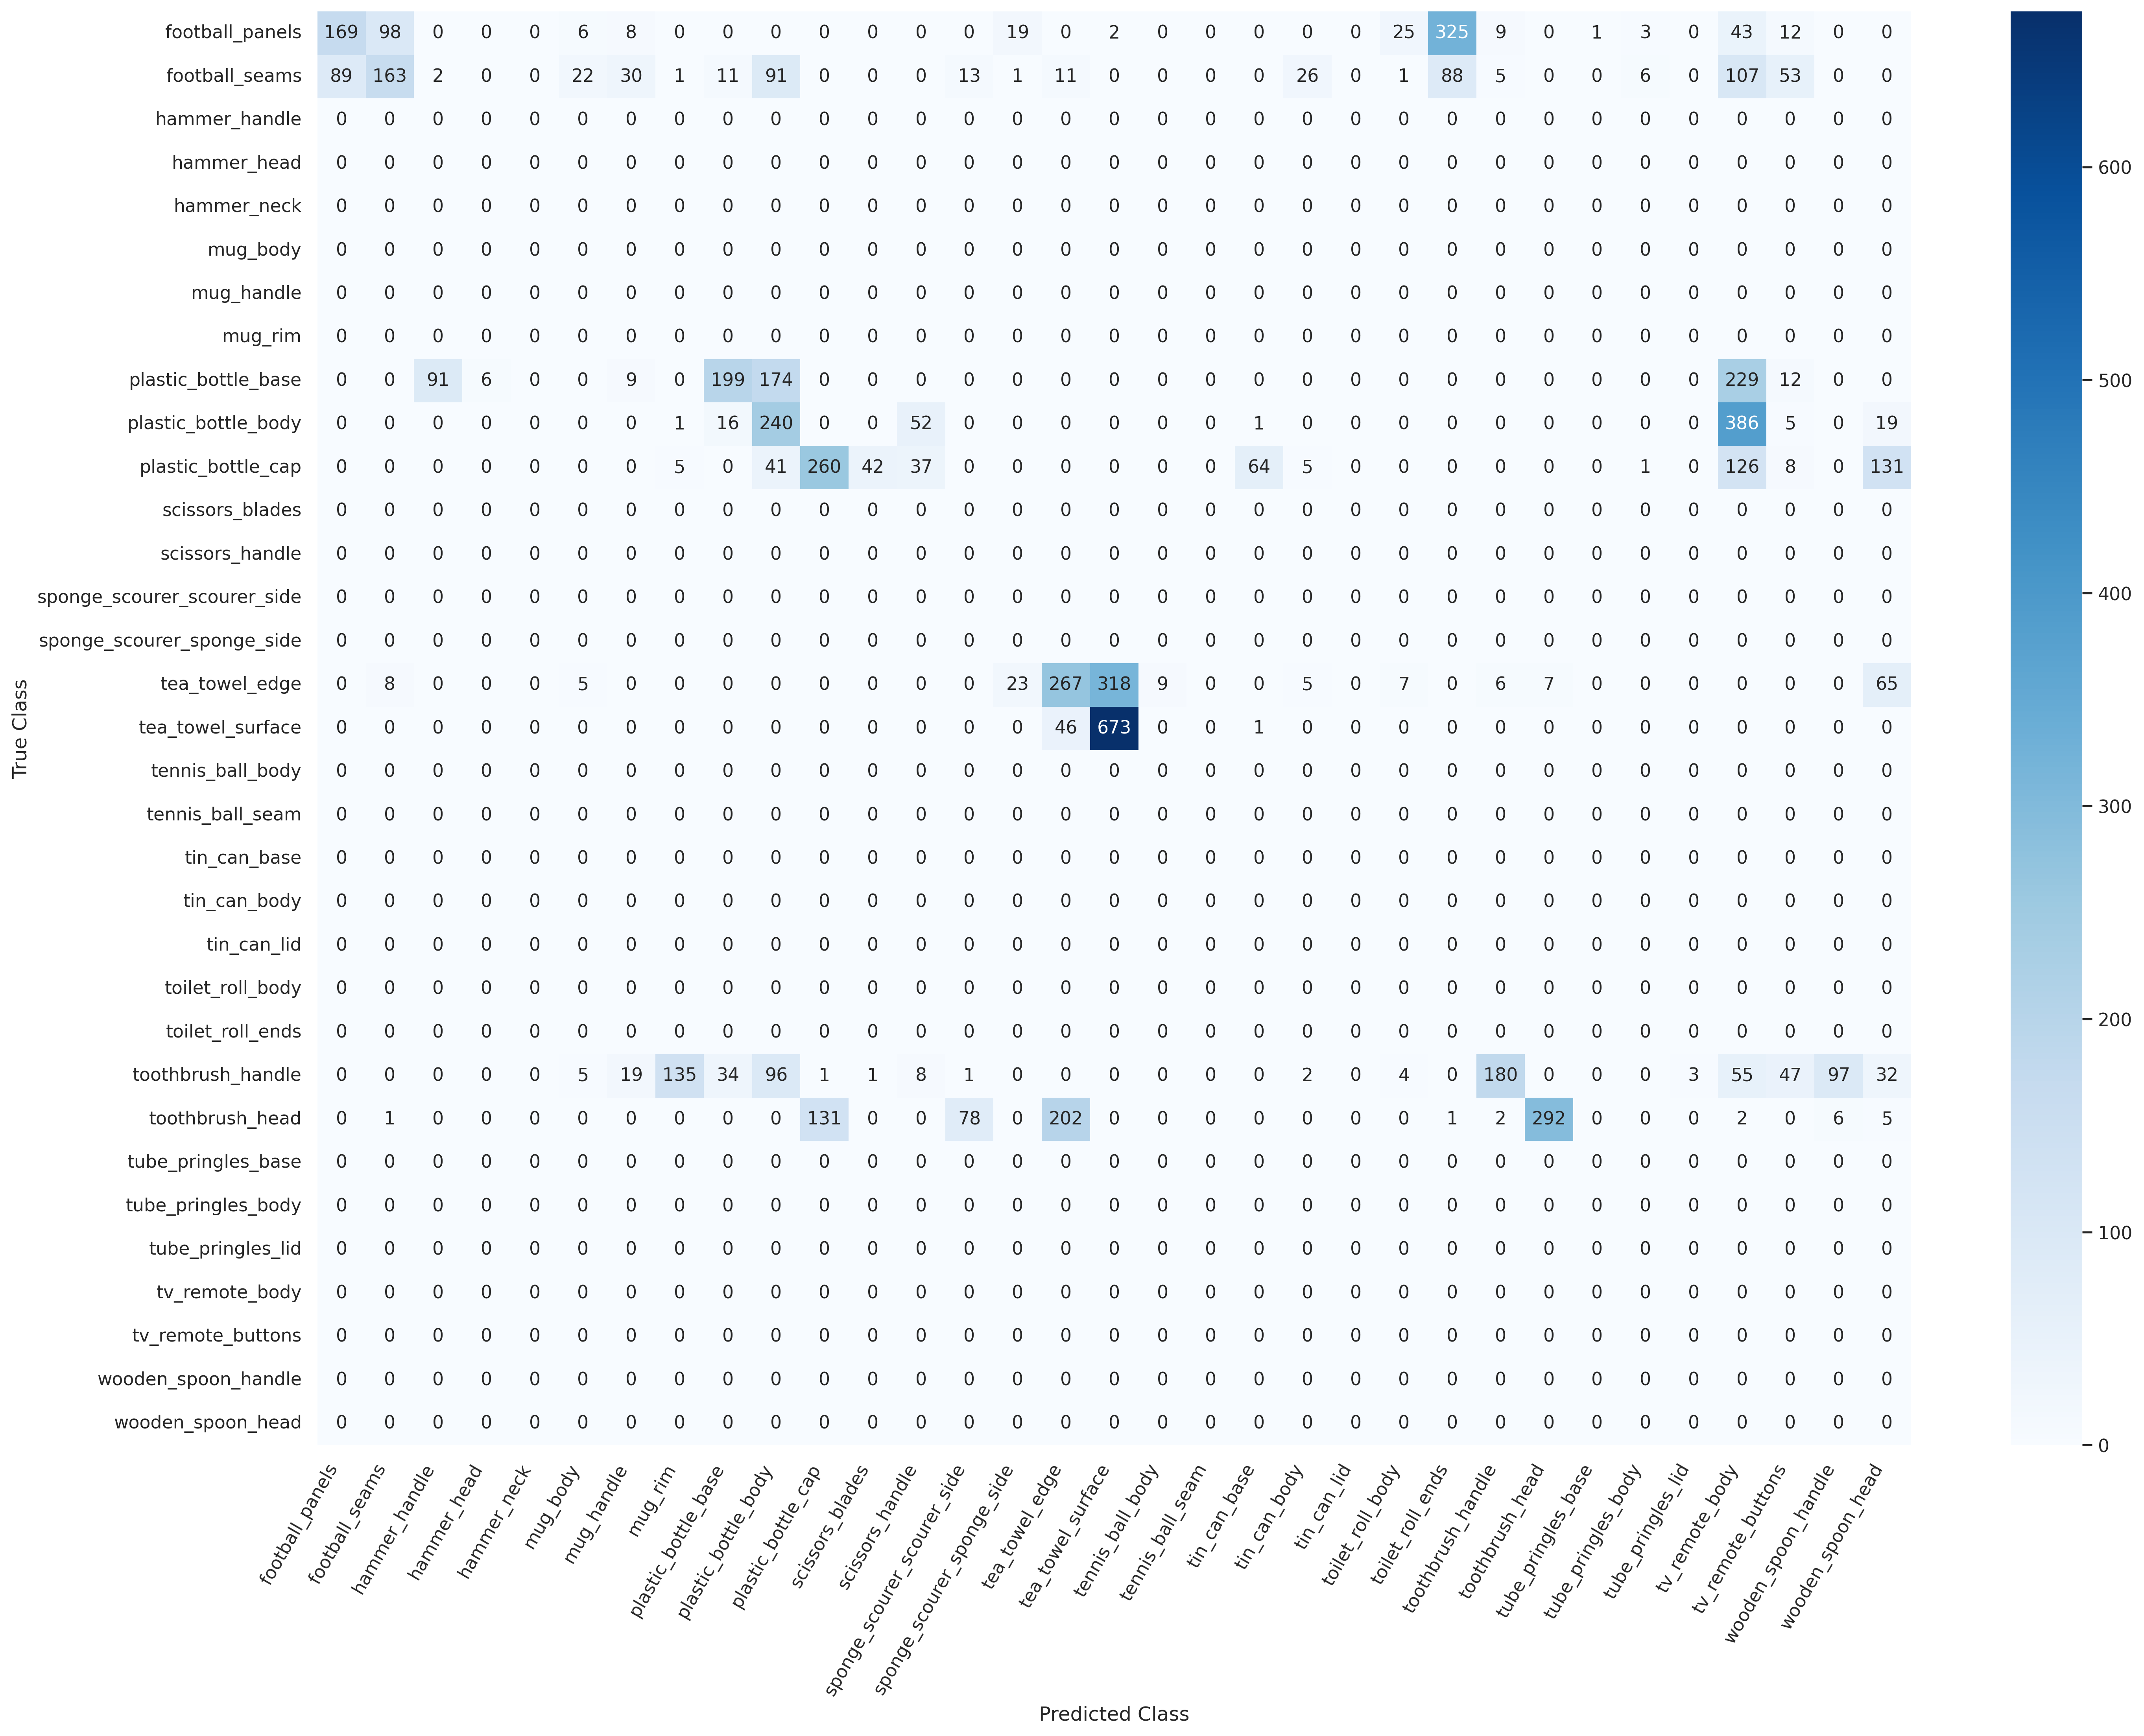 football_panels 169 98 0 0 0 6 8 0 0 0 0 0 0 0 19 0 2 0 0 0 0 0 25 325 9 0 1 3 0 43 12 0 0
football_seams 89 163 2 0 0 22 30 1 11 91 0 0 0 13 1 11 0 0 0 0 26 0 1 88 5 0 0 6 0 107 53 0 0
hammer_handle 0 0 0 0 0 0 0 0 0 0 0 0 0 0 0 0 0 0 0 0 0 0 0 0 0 0 0 0 0 0 0 0 0
hammer_head 0 0 0 0 0 0 0 0 0 0 0 0 0 0 0 0 0 0 0 0 0 0 0 0 0 0 0 0 0 0 0 0 0
600
hammer_neck 0 0 0 0 0 0 0 0 0 0 0 0 0 0 0 0 0 0 0 0 0 0 0 0 0 0 0 0 0 0 0 0 0
mug_body 0 0 0 0 0 0 0 0 0 0 0 0 0 0 0 0 0 0 0 0 0 0 0 0 0 0 0 0 0 0 0 0 0
mug_handle 0 0 0 0 0 0 0 0 0 0 0 0 0 0 0 0 0 0 0 0 0 0 0 0 0 0 0 0 0 0 0 0 0
mug_rim 0 0 0 0 0 0 0 0 0 0 0 0 0 0 0 0 0 0 0 0 0 0 0 0 0 0 0 0 0 0 0 0 0
plastic_bottle_base 0 0 91 6 0 0 9 0 199 174 0 0 0 0 0 0 0 0 0 0 0 0 0 0 0 0 0 0 0 229 12 0 0
500
plastic_bottle_body 0 0 0 0 0 0 0 1 16 240 0 0 52 0 0 0 0 0 0 1 0 0 0 0 0 0 0 0 0 386 5 0 19
plastic_bottle_cap 0 0 0 0 0 0 0 5 0 41 260 42 37 0 0 0 0 0 0 64 5 0 0 0 0 0 0 1 0 126 8 0 131
scissors_blades 0 0 0 0 0 0 0 0 0 0 0 0 0 0 0 0 0 0 0 0 0 0 0 0 0 0 0 0 0 0 0 0 0
scissors_handle 0 0 0 0 0 0 0 0 0 0 0 0 0 0 0 0 0 0 0 0 0 0 0 0 0 0 0 0 0 0 0 0 0
400
sponge_scourer_scourer_side 0 0 0 0 0 0 0 0 0 0 0 0 0 0 0 0 0 0 0 0 0 0 0 0 0 0 0 0 0 0 0 0 0
sponge_scourer_sponge_side 0 0 0 0 0 0 0 0 0 0 0 0 0 0 0 0 0 0 0 0 0 0 0 0 0 0 0 0 0 0 0 0 0
tea_towel_edge 0 8 0 0 0 5 0 0 0 0 0 0 0 0 23 267 318 9 0 0 5 0 7 0 6 7 0 0 0 0 0 0 65
True Class
tea_towel_surface 0 0 0 0 0 0 0 0 0 0 0 0 0 0 0 46 673 0 0 1 0 0 0 0 0 0 0 0 0 0 0 0 0
tennis_ball_body 0 0 0 0 0 0 0 0 0 0 0 0 0 0 0 0 0 0 0 0 0 0 0 0 0 0 0 0 0 0 0 0 0
300
tennis_ball_seam 0 0 0 0 0 0 0 0 0 0 0 0 0 0 0 0 0 0 0 0 0 0 0 0 0 0 0 0 0 0 0 0 0
tin_can_base 0 0 0 0 0 0 0 0 0 0 0 0 0 0 0 0 0 0 0 0 0 0 0 0 0 0 0 0 0 0 0 0 0
tin_can_body 0 0 0 0 0 0 0 0 0 0 0 0 0 0 0 0 0 0 0 0 0 0 0 0 0 0 0 0 0 0 0 0 0
tin_can_lid 0 0 0 0 0 0 0 0 0 0 0 0 0 0 0 0 0 0 0 0 0 0 0 0 0 0 0 0 0 0 0 0 0
toilet_roll_body 0 0 0 0 0 0 0 0 0 0 0 0 0 0 0 0 0 0 0 0 0 0 0 0 0 0 0 0 0 0 0 0 0
200
toilet_roll_ends 0 0 0 0 0 0 0 0 0 0 0 0 0 0 0 0 0 0 0 0 0 0 0 0 0 0 0 0 0 0 0 0 0
toothbrush_handle 0 0 0 0 0 5 19 135 34 96 1 1 8 1 0 0 0 0 0 0 2 0 4 0 180 0 0 0 3 55 47 97 32
toothbrush_head 0 1 0 0 0 0 0 0 0 0 131 0 0 78 0 202 0 0 0 0 0 0 0 1 2 292 0 0 0 2 0 6 5
tube_pringles_base 0 0 0 0 0 0 0 0 0 0 0 0 0 0 0 0 0 0 0 0 0 0 0 0 0 0 0 0 0 0 0 0 0
tube_pringles_body 0 0 0 0 0 0 0 0 0 0 0 0 0 0 0 0 0 0 0 0 0 0 0 0 0 0 0 0 0 0 0 0 0
100
tube_pringles_lid 0 0 0 0 0 0 0 0 0 0 0 0 0 0 0 0 0 0 0 0 0 0 0 0 0 0 0 0 0 0 0 0 0
tv_remote_body 0 0 0 0 0 0 0 0 0 0 0 0 0 0 0 0 0 0 0 0 0 0 0 0 0 0 0 0 0 0 0 0 0
tv_remote_buttons 0 0 0 0 0 0 0 0 0 0 0 0 0 0 0 0 0 0 0 0 0 0 0 0 0 0 0 0 0 0 0 0 0
wooden_spoon_handle 0 0 0 0 0 0 0 0 0 0 0 0 0 0 0 0 0 0 0 0 0 0 0 0 0 0 0 0 0 0 0 0 0
wooden_spoon_head 0 0 0 0 0 0 0 0 0 0 0 0 0 0 0 0 0 0 0 0 0 0 0 0 0 0 0 0 0 0 0 0 0
0
football_panels
football_seams
hammer_handle
hammer_head
hammer_neck
mug_body
mug_handle
mug_rim
plastic_bottle_base
plastic_bottle_body
plastic_bottle_cap
scissors_blades
scissors_handle
sponge_scourer_scourer_side
sponge_scourer_sponge_side
tea_towel_edge
tea_towel_surface
tennis_ball_body
tennis_ball_seam
tin_can_base
tin_can_body
tin_can_lid
toilet_roll_body
toilet_roll_ends
toothbrush_handle
toothbrush_head
tube_pringles_base
tube_pringles_body
tube_pringles_lid
tv_remote_body
tv_remote_buttons
wooden_spoon_handle
wooden_spoon_head
Predicted Class